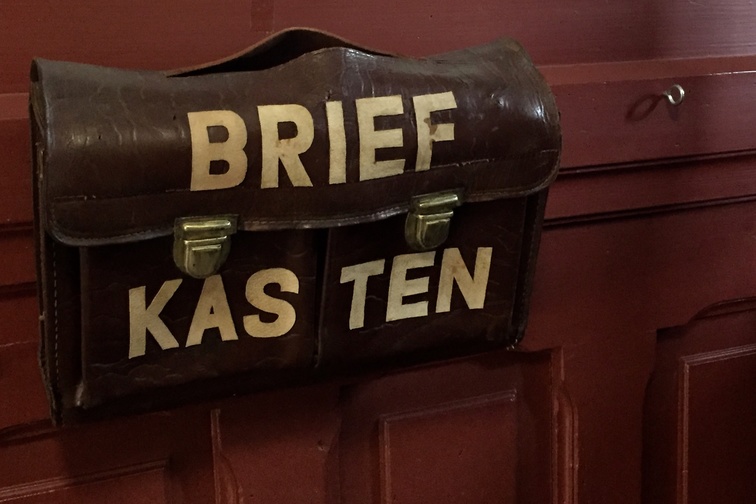 BRIEF
KAS TEN